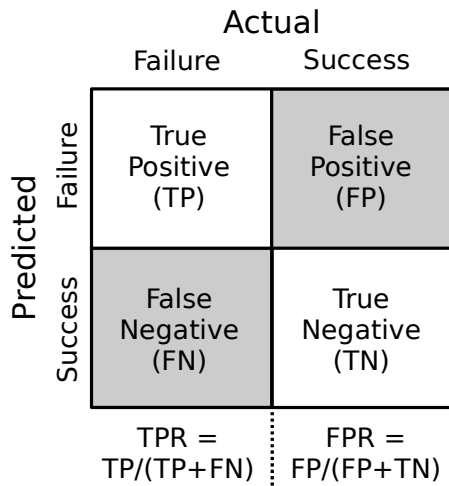 Actual
Failure Success
Predicted
Failure
True
Positive
(TP)
False
Positive
(FP)
Success
False
Negative
(FN)
True
Negative
(TN)
TPR =
TP/(TP+FN)
FPR =
FP/(FP+TN)